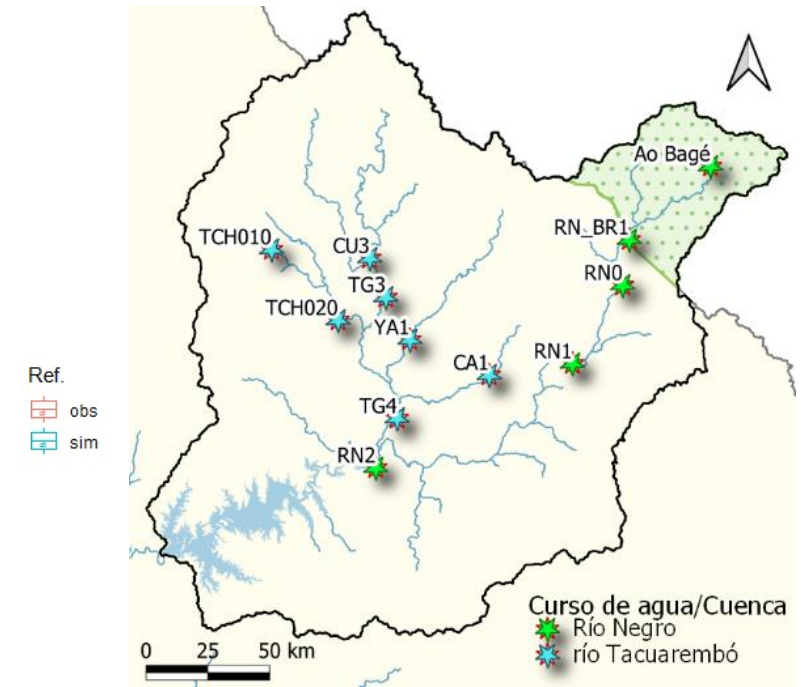 Ao Bagé
RN_BR1
TCH010
CU3
RN0
TG3
TCH020
YA1
CA1
RN1
TG4
RN2
Ref.
obs
sim
Curso de agua/Cuenca
Río Negro
río Tacuarembó
0 25 50 km